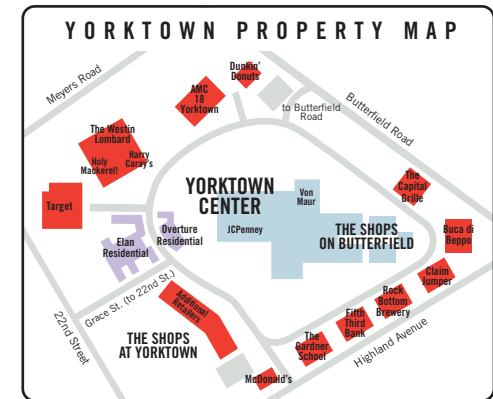 YORKTOWN PROPERTY MAP
Meyers Road
Dunkin'
Donuts
AMC
18
Yorktown
to Butterfield
Road
Butterfield Road
The Westin
Lombard
Harry
Caray's
Holy
Mackerel!
The
Capital
Grille
YORKTOWN
CENTER
Von
Maur
Target
JCPenney
THE SHOPS
ON BUTTERFIELD
Buca di
Beppo
Overture
Residential
Elan
Residential
Claim
Jumper
Grace St. (to 22nd St.)
Additional
Retailers
Rock
Bottom
Brewery
Fifth
Third
Bank
22nd Street
THE SHOPS
AT YORKTOWN
The
Gardner
School
Highland Avenue
McDonald's